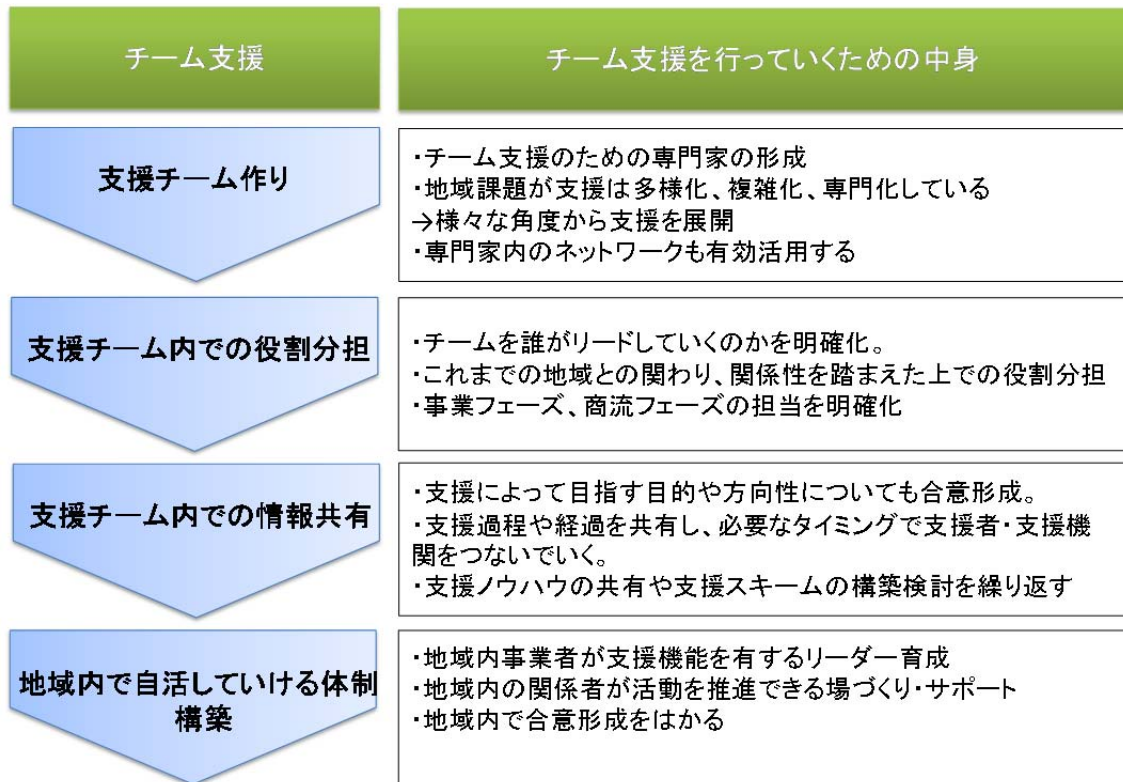 チーム支援
チーム支援を行っていくための中身
支援チーム作り
・チーム支援のための専門家の形成
・地域課題が支援は多様化、複雑化、専門化している
→様々な角度から支援を展開
・専門家内のネットワークも有効活用する
支援チーム内での役割分担
・チームを誰がリードしていくのかを明確化。
・これまでの地域との関わり、関係性を踏まえた上での役割分担
・事業フェーズ、商流フェーズの担当を明確化
支援チーム内での情報共有
・支援によって目指す目的や方向性についても合意形成。
・支援過程や経過を共有し、必要なタイミングで支援者・支援機
関をつないでいく。
・支援ノウハウの共有や支援スキームの構築検討を繰り返す
地域内で自活していける体制
構築
・地域内事業者が支援機能を有するリーダー育成
・地域内の関係者が活動を推進できる場づくり・サポート
・地域内で合意形成をはかる